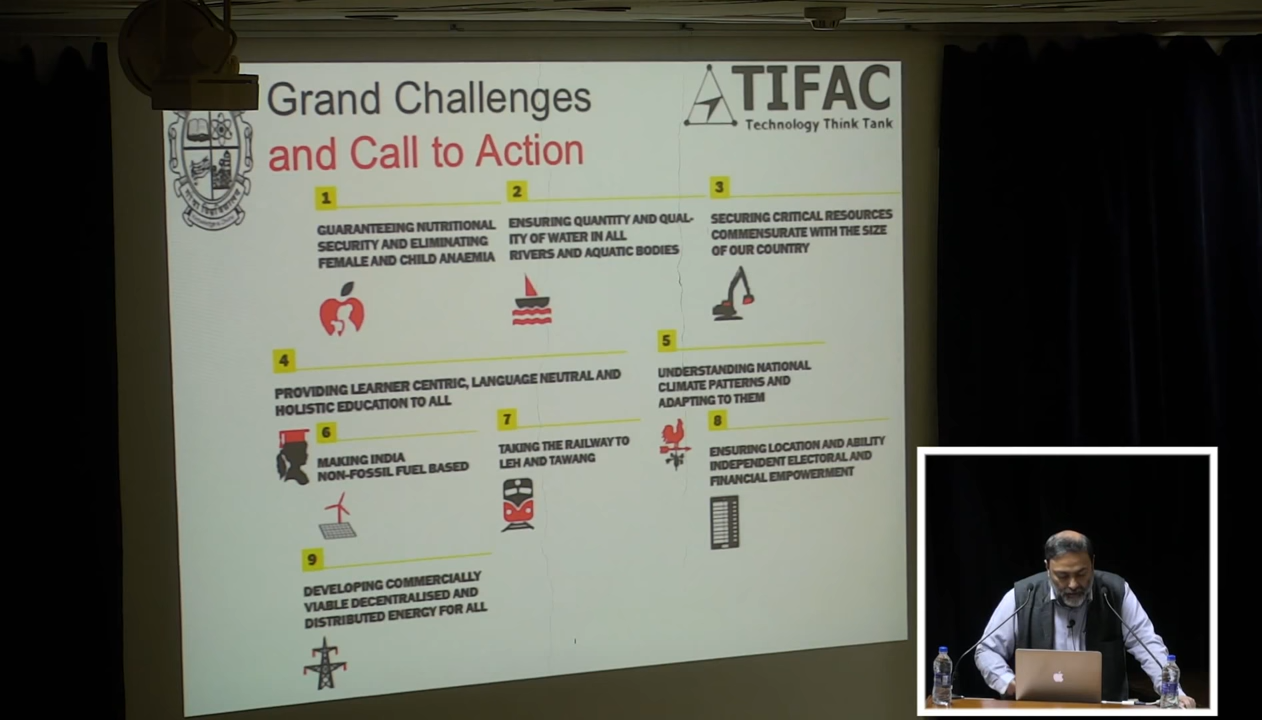 Grand Challenges
and Call to Action
TIFAC
Technology Think Tank
1
GUARANTEEING NUTRITIONAL
SECURITY AND ELIMINATING
FEMALE AND CHILD ANAEMIA
2
ENSURING QUANTITY AND QUAL-
ITY OF WATER IN ALL
RIVERS AND AQUATIC BODIES
3
SECURING CRITICAL RESOURCES
COMMENSURATE WITH THE SIZE
OF OUR COUNTRY
4
PROVIDING LEARNER CENTRIC, LANGUAGE NEUTRAL AND
HOLISTIC EDUCATION TO ALL
5
UNDERSTANDING NATIONAL
CLIMATE PATTERNS AND
ADAPTING TO THEM
6
MAKING INDIA
NON-FOSSIL FUEL BASED
7
TAKING THE RAILWAY TO
LEH AND TAWANG
8
ENSURING LOCATION AND ABILITY
INDEPENDENT ELECTORAL AND
FINANCIAL EMPOWERMENT
9
DEVELOPING COMMERCIALLY
VIABLE DECENTRALISED AND
DISTRIBUTED ENERGY FOR ALL